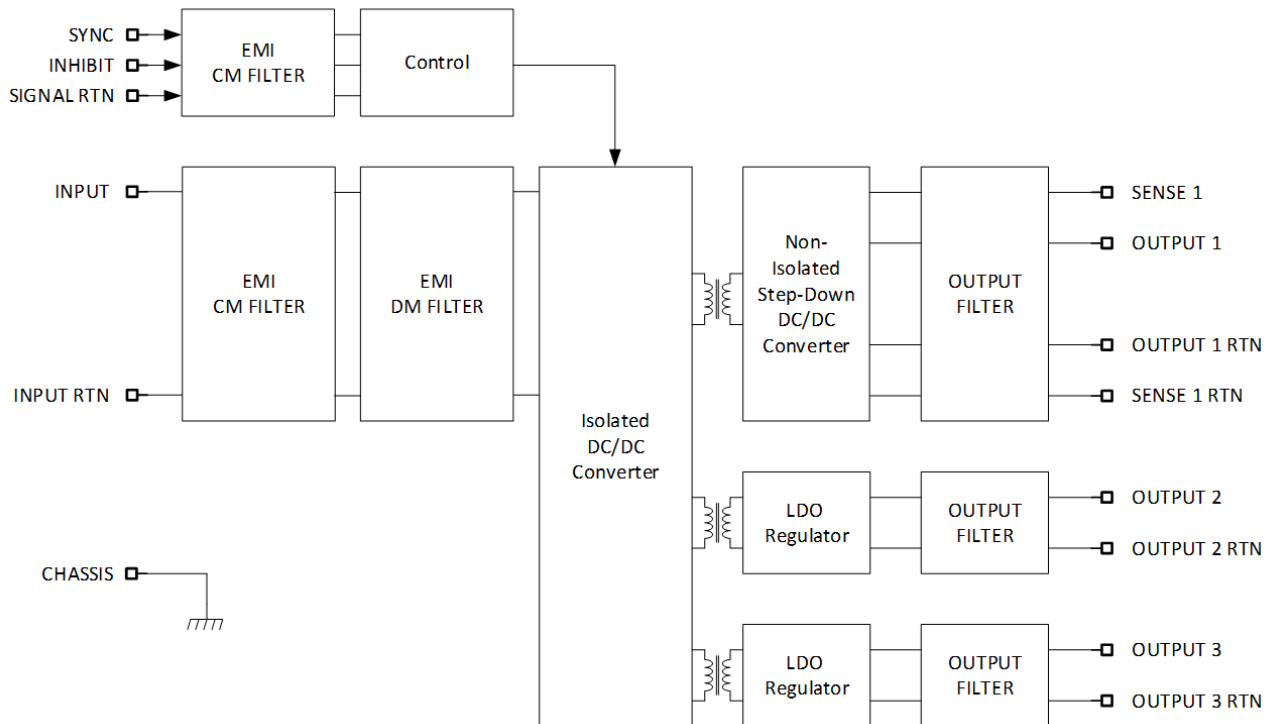 SYNC
INHIBIT
SIGNAL RTN
EMI
CM FILTER
Control
INPUT
INPUT RTN
EMI
CM FILTER
EMI
DM FILTER
Isolated
DC/DC
Converter
Non-
Isolated
Step-Down
DC/DC
Converter
OUTPUT
FILTER
SENSE 1
OUTPUT 1
OUTPUT 1 RTN
SENSE 1 RTN
LDO
Regulator
OUTPUT
FILTER
OUTPUT 2
OUTPUT 2 RTN
CHASSIS
LDO
Regulator
OUTPUT
FILTER
OUTPUT 3
OUTPUT 3 RTN